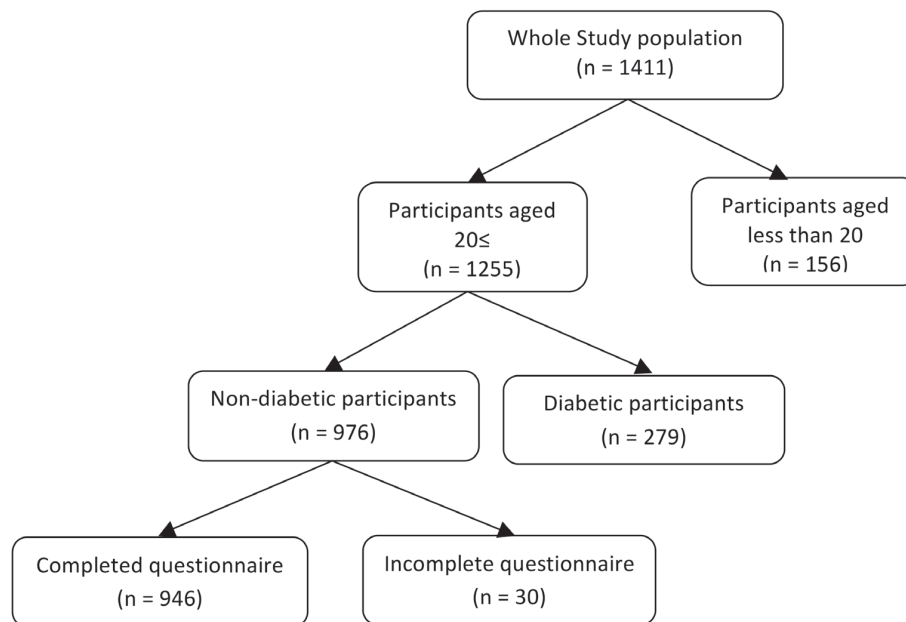 Whole Study population
(n = 1411)
Participants aged
20≤
(n = 1255)
Participants aged
less than 20
(n = 156)
Non-diabetic participants
(n = 976)
Diabetic participants
(n = 279)
Completed questionnaire
(n = 946)
Incomplete questionnaire
(n = 30)